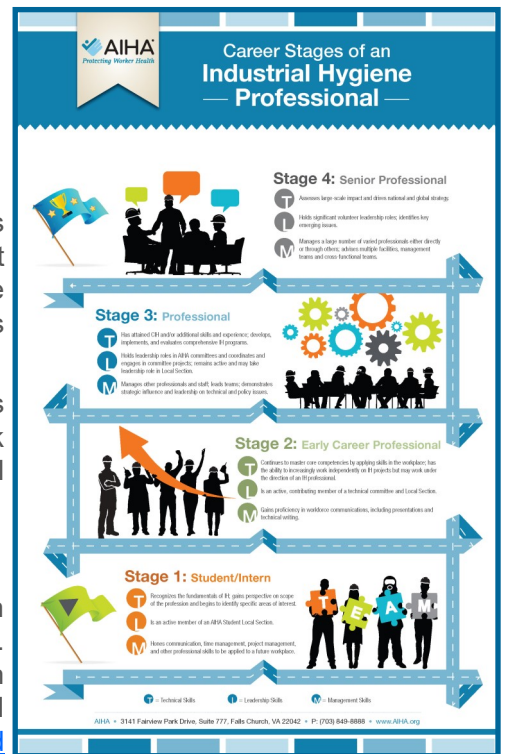 AIHA
Protecting Worker Health
Career Stages of an
Industrial Hygiene
Professional
Stage 4: Senior Professional
T Assesses large-scale impact and drives national and global strategy.
L Holds significant volunteer leadership roles; identifies key
emerging issues.
M Manages a large number of varied professionals either directly
or through others; advises multiple facilities, management
teams and cross functional teams.
Stage 3: Professional
T Has attained CIH and/or additional skills and experience; develops,
implements, and evaluates comprehensive IH programs.
L Holds leadership roles in AIHA committees and coordinates and
engages in committee projects; remains active and may take
leadership role in Local Section.
M Manages other professionals and staff; leads teams; demonstrates
strategic influence and leadership on technical and policy issues.
Stage 2: Early Career Professional
T Continues to master core competencies by applying skills in the workplace; has
the ability to increasingly work independently on IH projects but may work under
the direction of an IH professional.
L Is an active, contributing member of a technical committee and Local Section.
M Gains proficiency in workforce communications, including presentations and
technical writing.
Stage 1: Student/Intern
T Recognizes the fundamentals of IH; gains perspective on scope
of the profession and begins to identify specific areas of interest.
L Is an active member of an AIHA Student Local Section.
M Hones communication, time management, project management,
and other professional skills to be applied to a future workplace.
T E A M
T = Technical Skills L = Leadership Skills M = Management Skills
AIHA • 3141 Fairview Park Drive, Suite 777, Falls Church, VA 22042 • P: (703) 849-8888 • www.AIHA.org